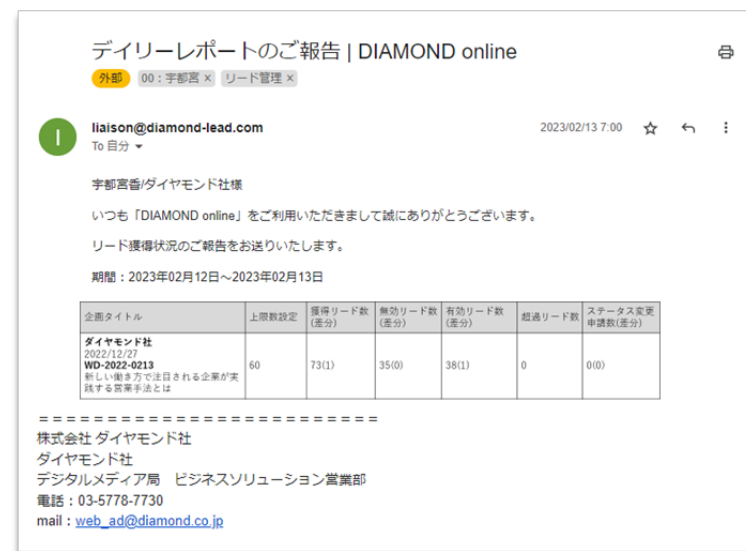 デイリーレポートのご報告 | DIAMOND online
外部 00：宇都宮 × リード管理 ×
I
liaison@diamond-lead.com 2023/02/13 7:00
To 自分
宇都宮香/ダイヤモンド社様
いつも「DIAMOND online」をご利用いただきまして誠にありがとうございます。
リード獲得状況のご報告をお送りいたします。
期間：2023年02月12日～2023年02月13日
企画タイトル 上限数設定 獲得リード数(差分) 無効リード数(差分) 有効リード数(差分) 超過リード数 ステータス変更申請数(差分)
ダイヤモンド社
2022/12/27
WD-2022-0213
新しい働き方で注目される企業が実
践する営業手法とは
60 73(1) 35(0) 38(1) 0 0(0)
= = = = = = = = = = = = = = = = = = = = = = = = =
株式会社 ダイヤモンド社
ダイヤモンド社
デジタルメディア局　ビジネスソリューション営業部
電話：03-5778-7730
mail：web_ad@diamond.co.jp